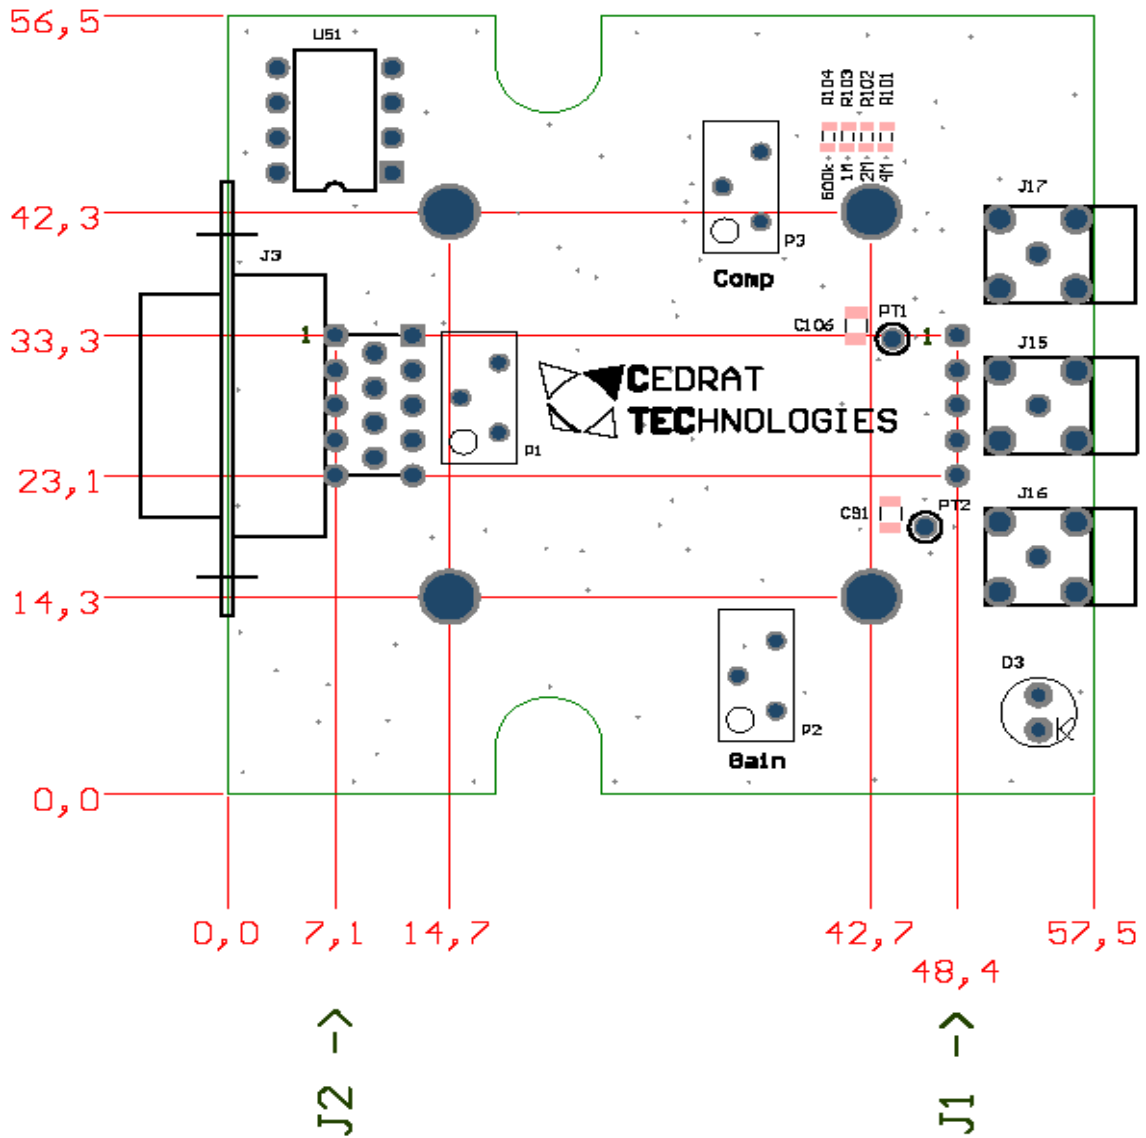 56,5
U51
R104
R103
R102
R101
600k
1M
2M
4M
J17
42,3
P3
J3
Comp
C106
PT1
33,3
1
1
J15
CEDRAT
TECHNOLOGIES
P1
23,1
J16
C91
PT2
14,3
D3
P2
K
Gain
0,0
0,0
7,1
14,7
42,7
57,5
48,4
J2 ->
J1 ->